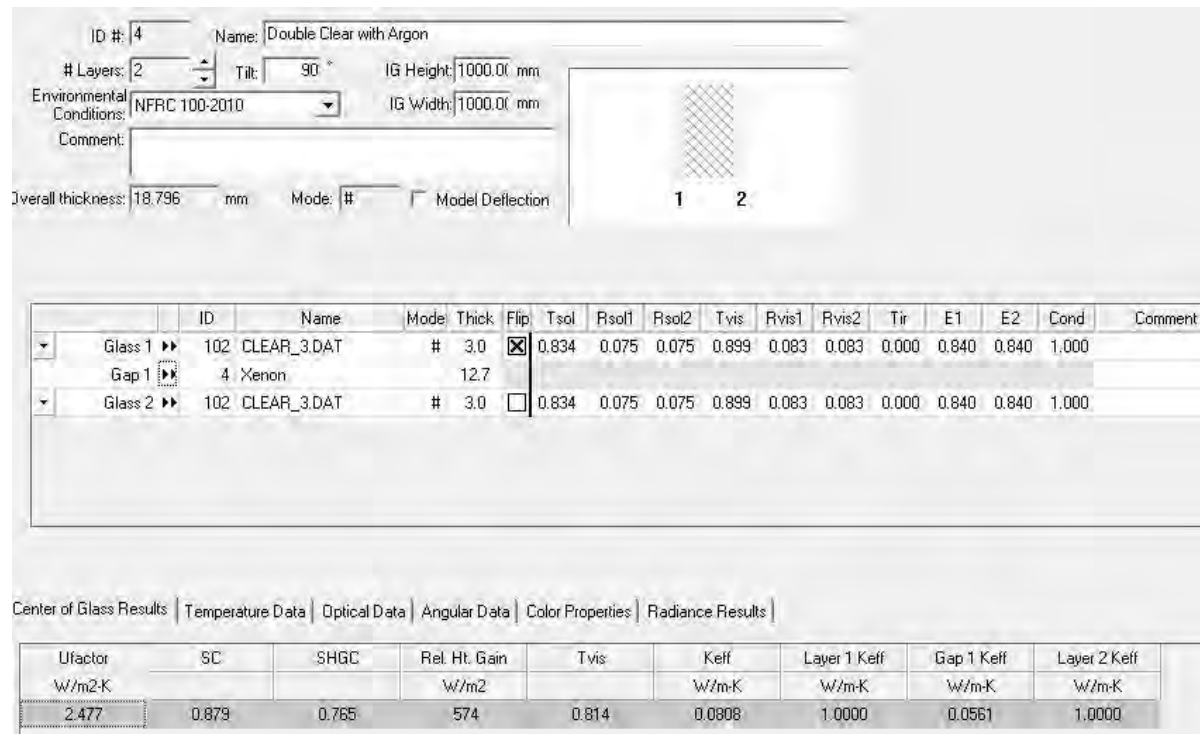 ID #: 4 Name: Double Clear with Argon
# Layers: 2 Tilt: 90 ° IG Height: 1000.0( mm
Environmental Conditions: NFRC 100-2010 IG Width: 1000.0( mm
Comment:
Overall thickness: 18.796 mm Mode: # Model Deflection
1 2
ID Name Mode Thick Flip Tsol Rsol1 Rsol2 Tvis Rvis1 Rvis2 Tir E1 E2 Cond Comment
Glass 1 102 CLEAR_3.DAT # 3.0 0.834 0.075 0.075 0.899 0.083 0.083 0.000 0.840 0.840 1.000
Gap 1 4 Xenon 12.7
Glass 2 102 CLEAR_3.DAT # 3.0 0.834 0.075 0.075 0.899 0.083 0.083 0.000 0.840 0.840 1.000
Center of Glass Results Temperature Data Optical Data Angular Data Color Properties Radiance Results
Ufactor SC SHGC Rel. Ht. Gain Tvis Keff Layer 1 Keff Gap 1 Keff Layer 2 Keff
W/m2-K W/m2 W/m-K W/m-K W/m-K W/m-K
2.477 0.879 0.765 574 0.814 0.0808 1.0000 0.0561 1.0000